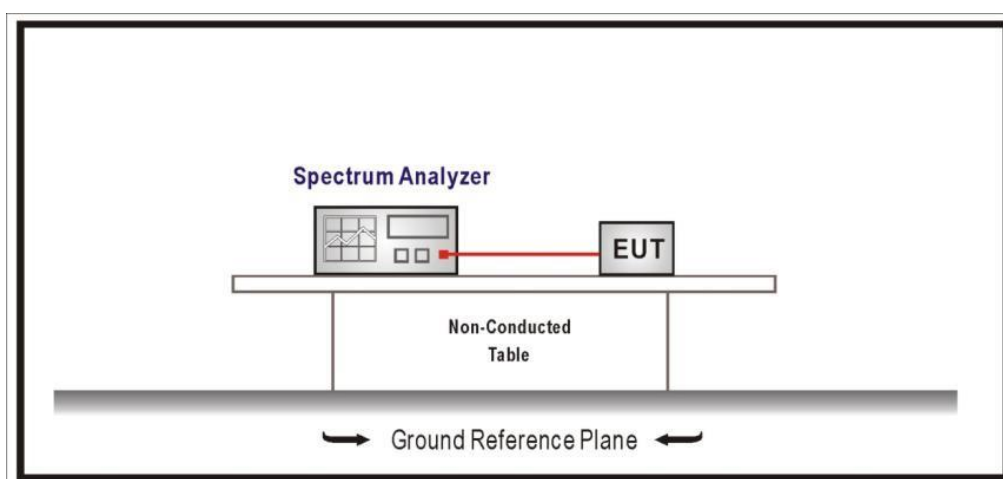 Spectrum Analyzer
EUT
Non-Conducted
Table
Ground Reference Plane